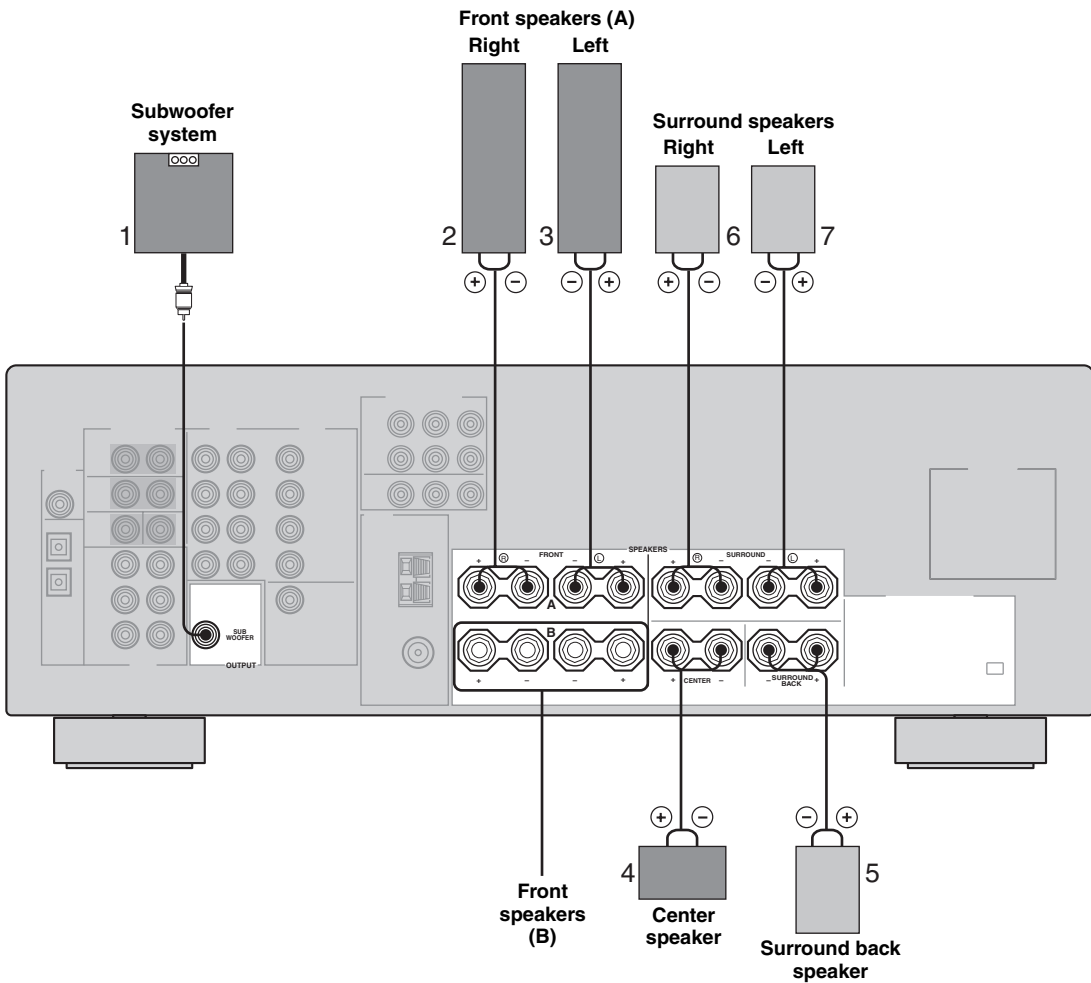 Front speakers (A)
Right Left
Subwoofer
system
Surround speakers
Right Left
1
2
3
6
7
+ - - + + - - +
SPEAKERS
+ R FRONT - - L + + R - SURROUND - L +
A
B
SUB
WOOFER
OUTPUT
+ - - + + CENTER - - SURROUND
BACK +
+ - - +
4
5
Front
speakers
(B)
Center
speaker
Surround back
speaker